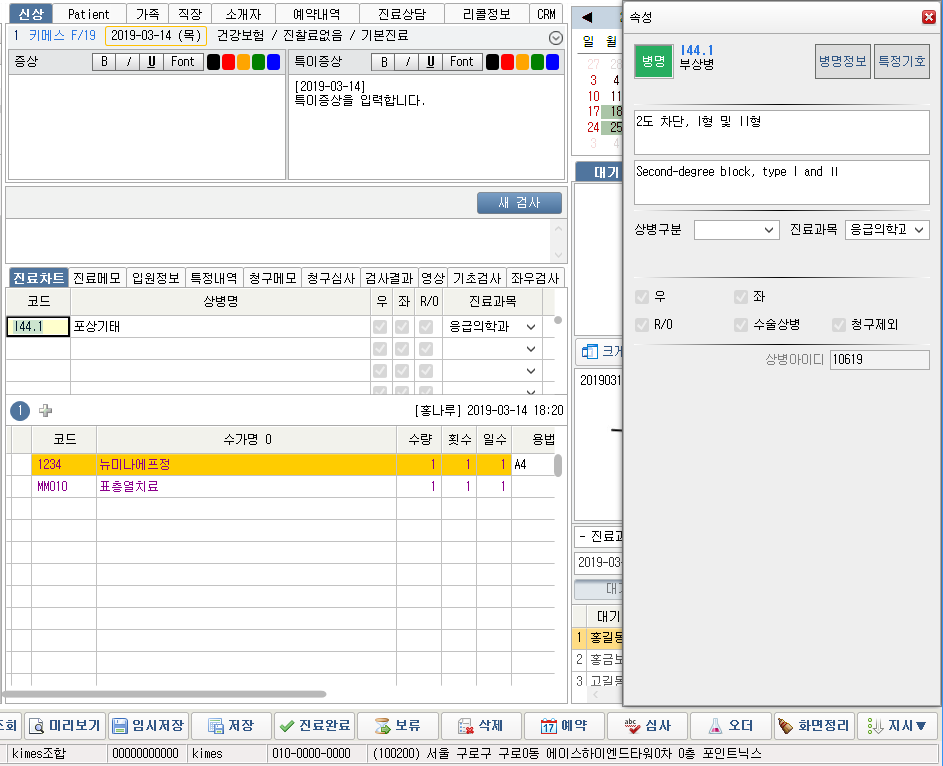 신상 Patient 가족 직장 소개자 예약내역 진료상담 리콜정보 CRM
1 키메스 F/19 2019-03-14 (목) 건강보험 / 진찰료없음 / 기본진료
증상 B / U Font 특이증상 B / U Font
[2019-03-14]
특이증상을 입력합니다.
새 검사
진료차트 진료메모 입원정보 특정내역 청구메모 청구심사 검사결과 영상 기초검사 좌우검사
코드 상병명 우 좌 R/O 진료과목
I44.1 포상기태 응급의학과
1 [홍나루] 2019-03-14 18:20
코드 수가명 0 수량 횟수 일수 용법
1234 뉴미나에프정 1 1 1 A4
MM010 표층열치료 1 1 1
일 월
27 28
3 4
10 11
17 18
24 25
3 4
대기
크게
2019031
- 진료과
2019-03-
대기
대기
1 홍길동
2 홍금보
3 고길동
속성
병명 I44.1
부상병
병명정보 특정기호
2도 차단, I형 및 II형
Second-degree block, type I and II
상병구분 진료과목 응급의학과
우 좌
R/O 수술상병 청구제외
상병아이디 10619
조회 미리보기 임시저장 저장 진료완료 보류 삭제 예약 심사 오더 화면정리 지시▼
kimes조합 00000000000 kimes 010-0000-0000 (100200) 서울 구로구 구로0동 에이스하이엔드타워0차 0층 포인트닉스